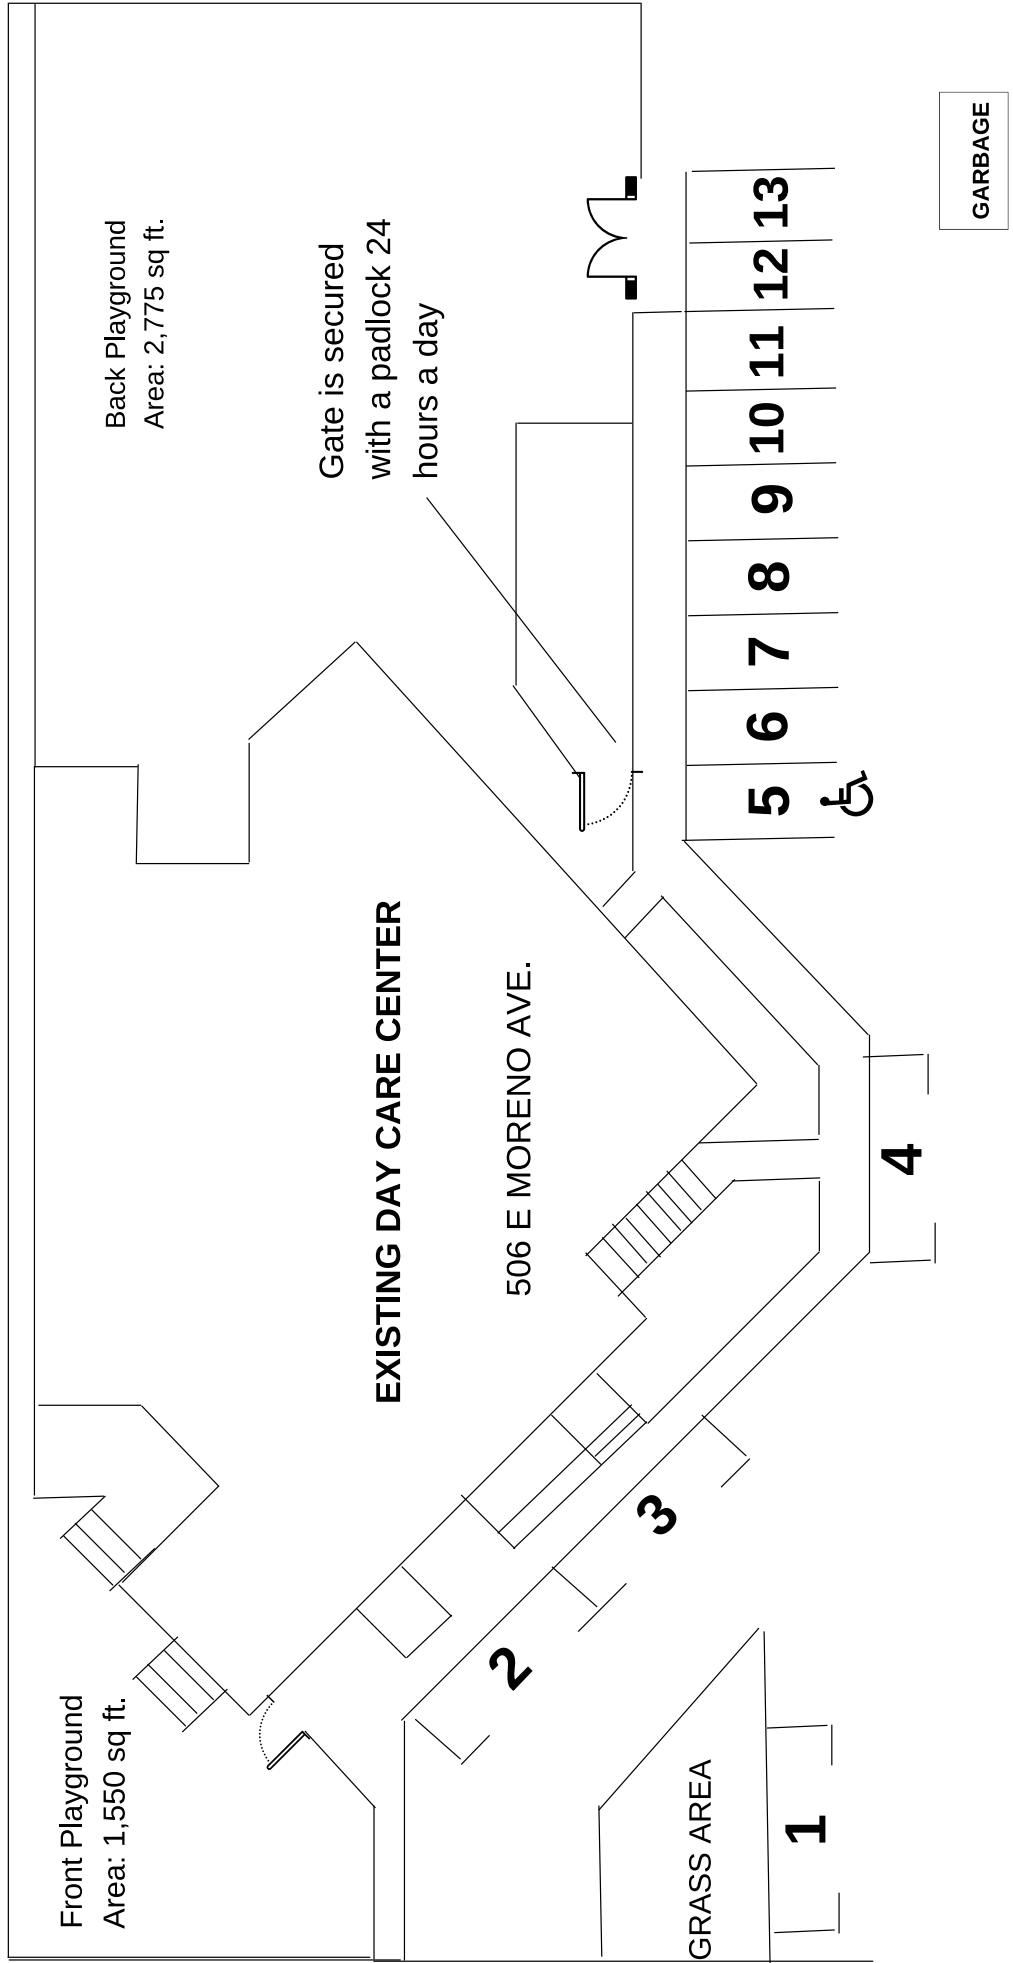 Back Playground
Area: 2,775 sq ft.
Gate is secured
with a padlock 24
hours a day
GARBAGE
13
12
11
10
9
8
7
6
5
EXISTING DAY CARE CENTER
506 E MORENO AVE.
4
3
2
Front Playground
Area: 1,550 sq ft.
GRASS AREA
1